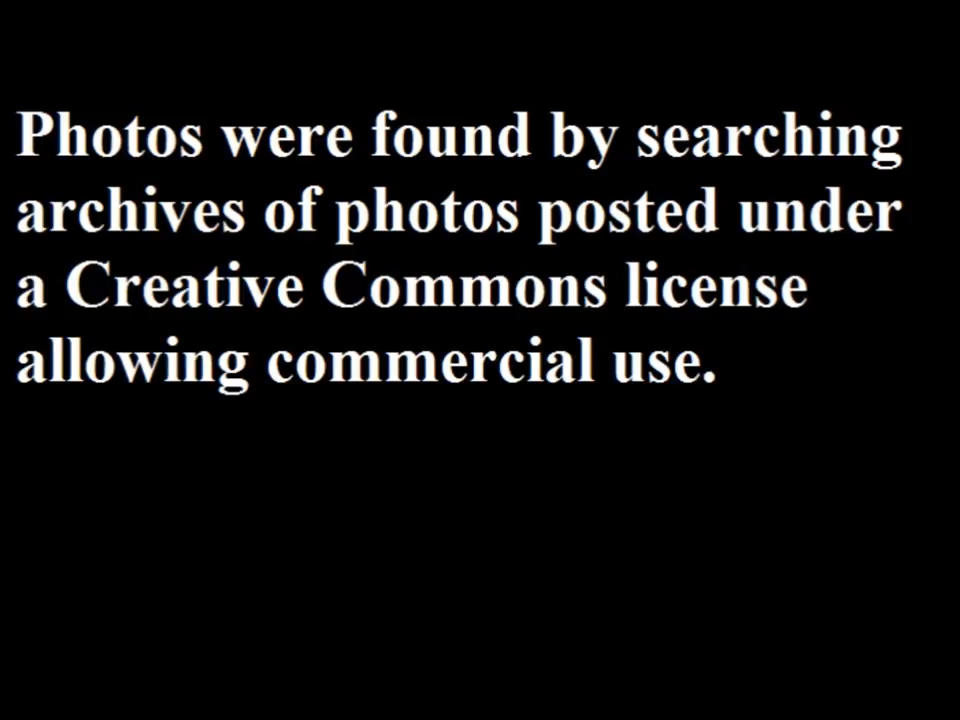 Photos were found by searching
archives of photos posted under
a Creative Commons license
allowing commercial use.